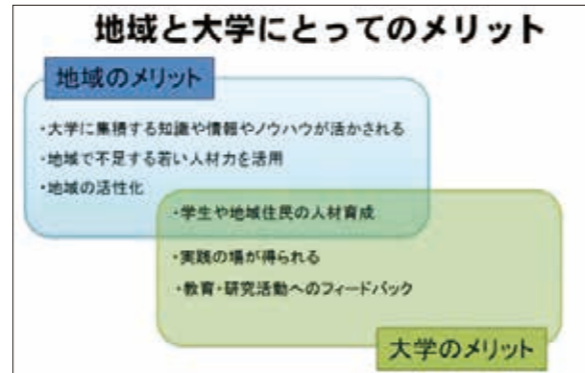 地域と大学にとってのメリット
地域のメリット
・大学に集積する知識や情報やノウハウが活かされる
・地域で不足する若い人材力を活用
・地域の活性化
・学生や地域住民の人材育成
・実践の場が得られる
・教育・研究活動へのフィードバック
大学のメリット